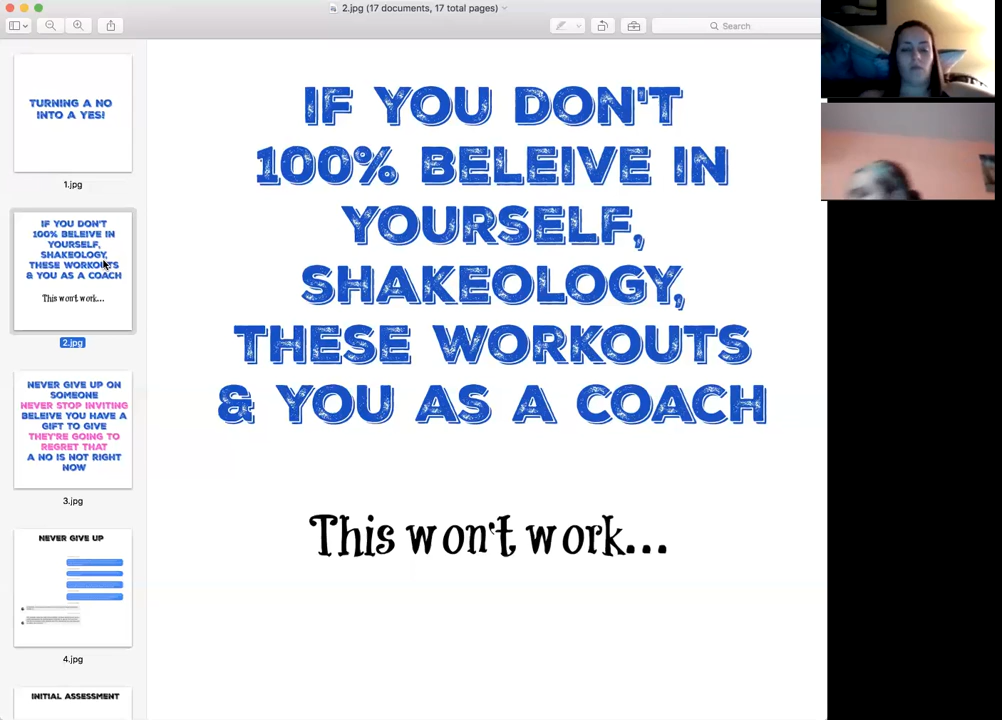 2.jpg (17 documents, 17 total pages)
Search
TURNING A NO
INTO A YES!
1.jpg
IF YOU DON'T
100% BELEIVE IN
YOURSELF,
SHAKEOLOGY,
THESE WORKOUTS
& YOU AS A COACH
This won't work...
2.jpg
NEVER GIVE UP ON
SOMEONE
NEVER STOP INVITING
BELEIVE YOU HAVE A
GIFT TO GIVE
THEY'RE GOING TO
REGRET THAT
A NO IS NOT RIGHT
NOW
3.jpg
NEVER GIVE UP
4.jpg
INITIAL ASSESSMENT
IF YOU DON'T
100% BELEIVE IN
YOURSELF,
SHAKEOLOGY,
THESE WORKOUTS
& YOU AS A COACH
This won't work...